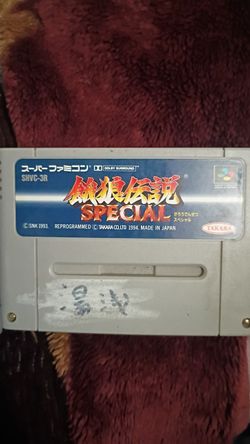 スーパーファミコン DOLBY SURROUND
SHVC-3R
餓狼伝説
SPECIAL
がろうでんせつ
スペシャル
© SNK 1993. REPROGRAMMED © TAKARA CO.,LTD 1994. MADE IN JAPAN
TAKARA